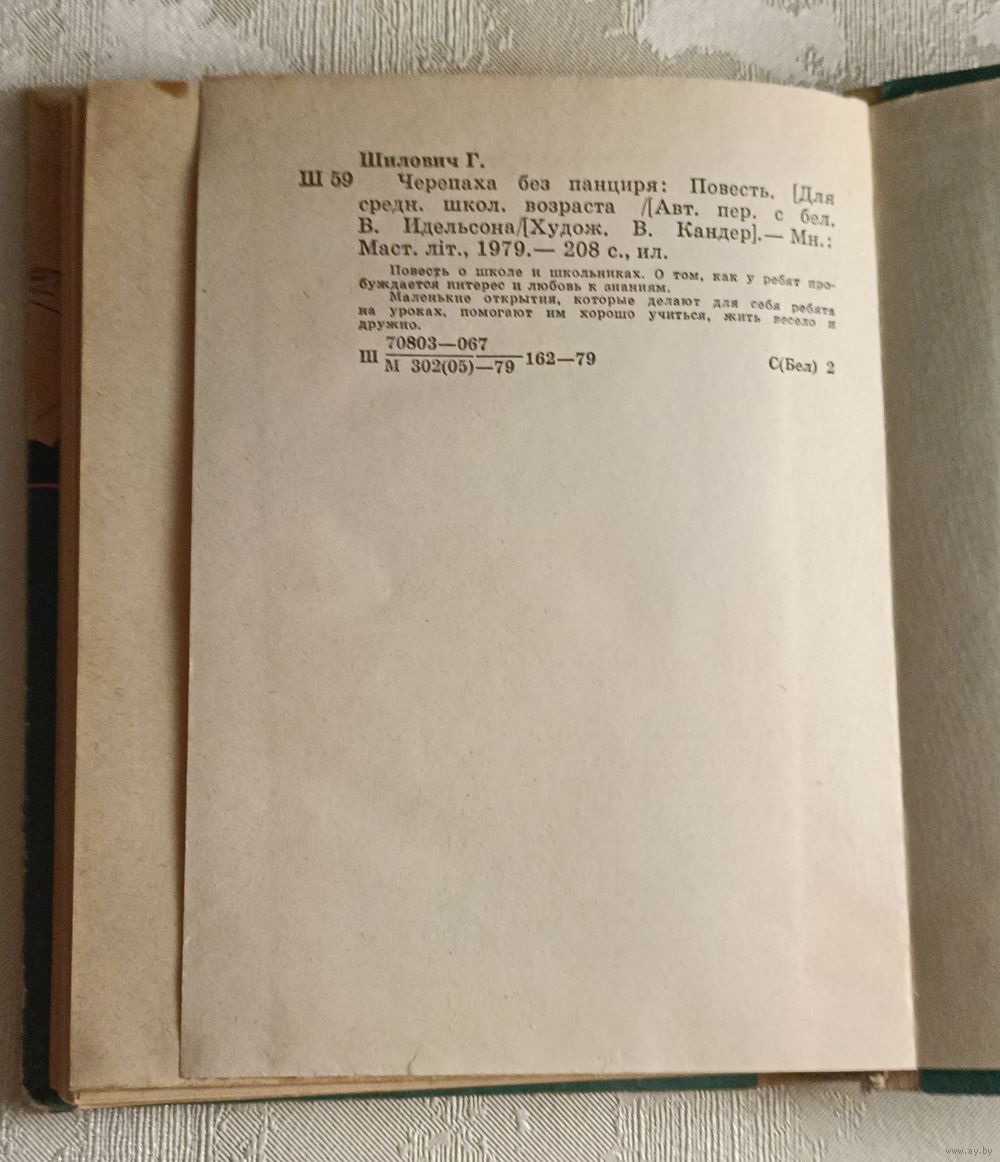 Шилович Г.
Ш 59 Черепаха без панциря: Повесть. [Для
средн. школ. возраста /[Авт. пер. с бел.
В. Идельсона/[Худож. В. Кандер].— Мн.:
Маст. літ., 1979.— 208 с., ил.
Повесть о школе и школьниках. О том, как у ребят про-
буждается интерес и любовь к знаниям.
Маленькие открытия, которые делают для себя ребята
на уроках, помогают им хорошо учиться, жить весело и
дружно.
70803—067
Ш М 302(05)—79 162—79 С(Бел) 2
www.ay.by